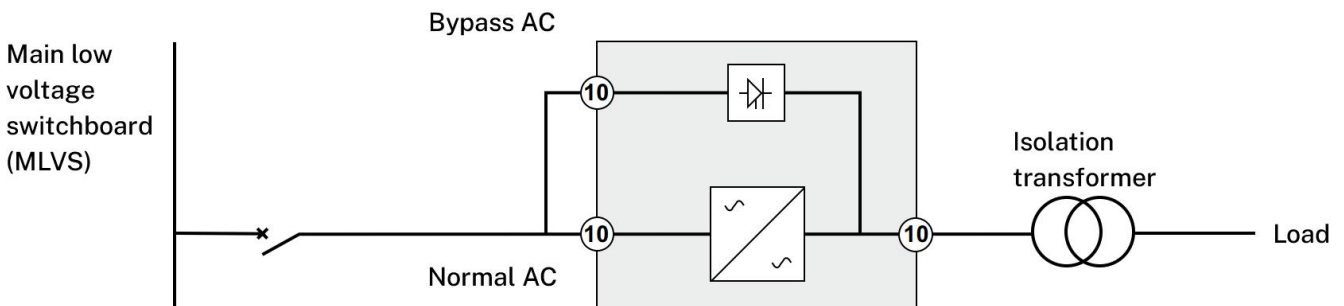 Bypass AC
Main low
voltage
switchboard
(MLVS)
10
Isolation
transformer
10
10
Load
Normal AC